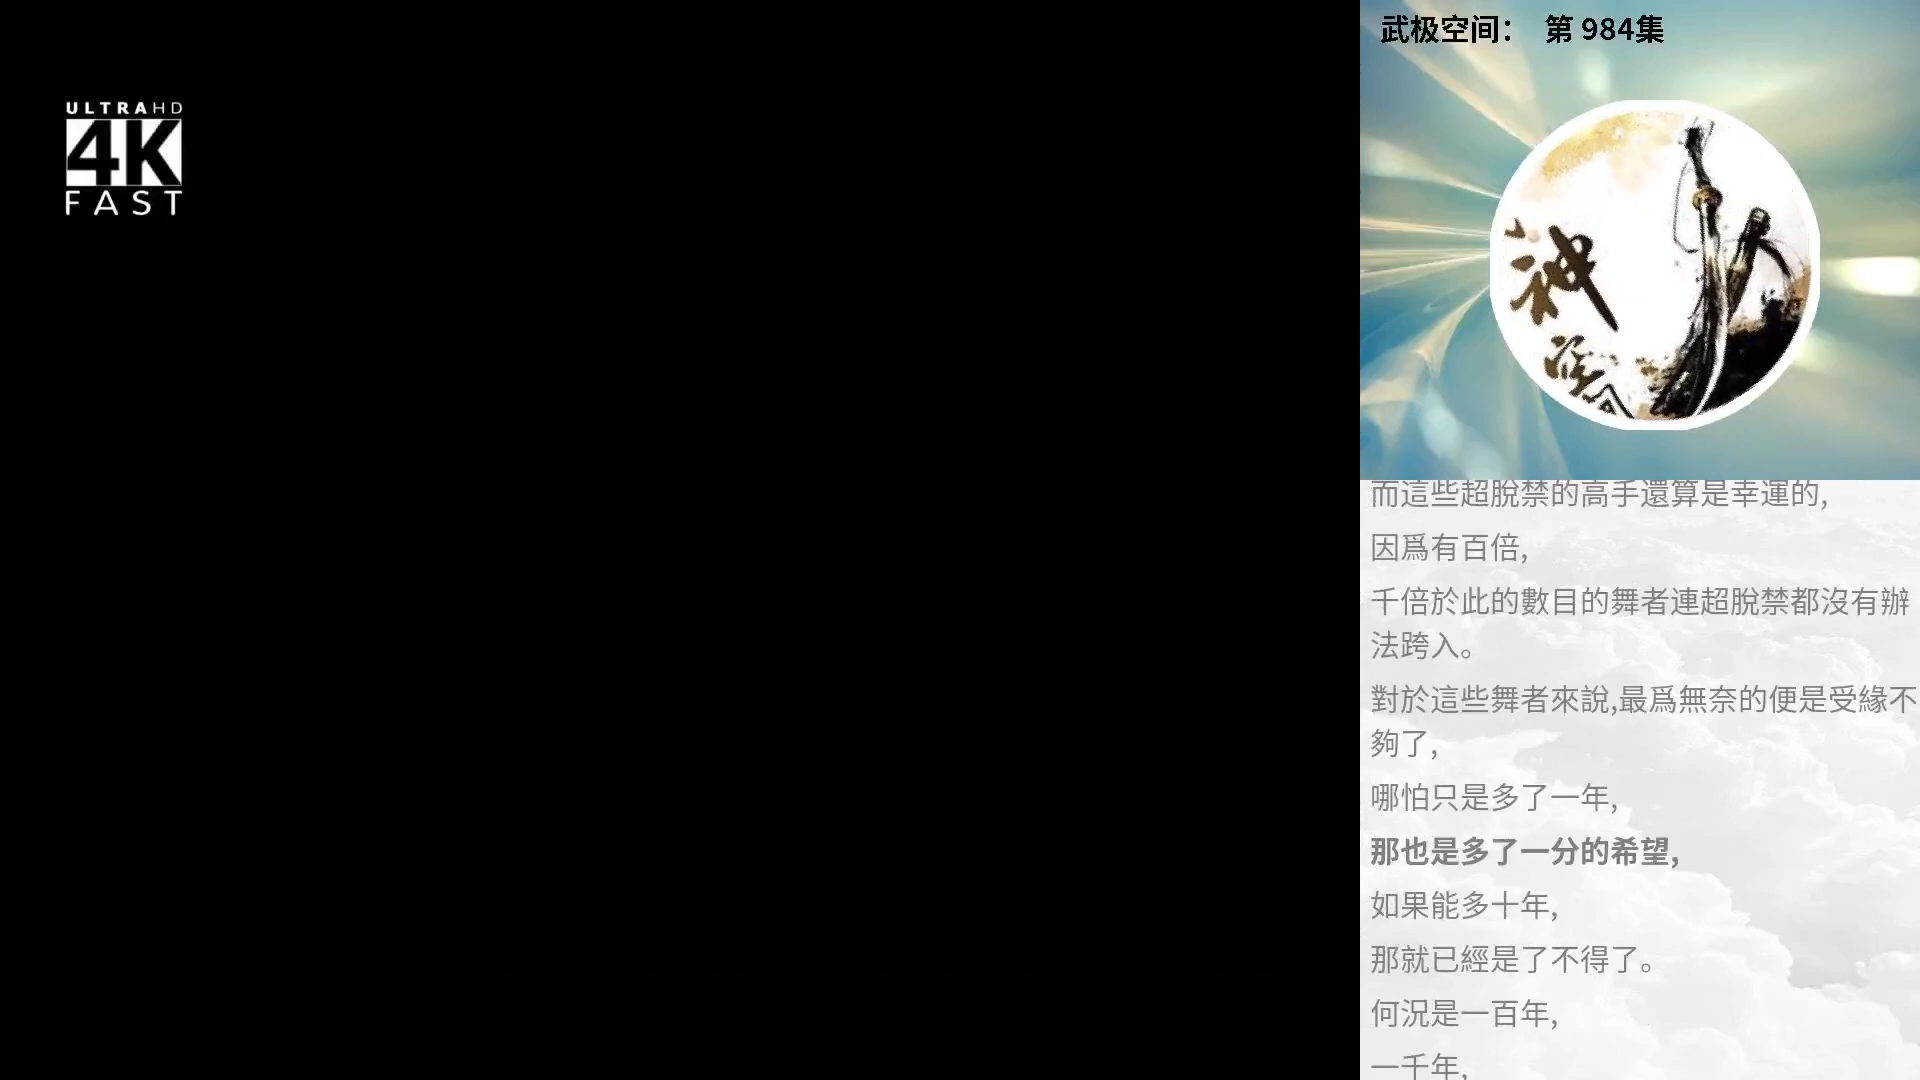 ULTRAHD
4K
FAST
武极空间： 第 984集
神
而這些超脫禁的高手還算是幸運的,
因爲有百倍,
千倍於此的數目的舞者連超脫禁都沒有辦
法跨入。
對於這些舞者來說,最爲無奈的便是受緣不
夠了,
哪怕只是多了一年,
那也是多了一分的希望,
如果能多十年,
那就已經是了不得了。
何況是一百年,
一千年,